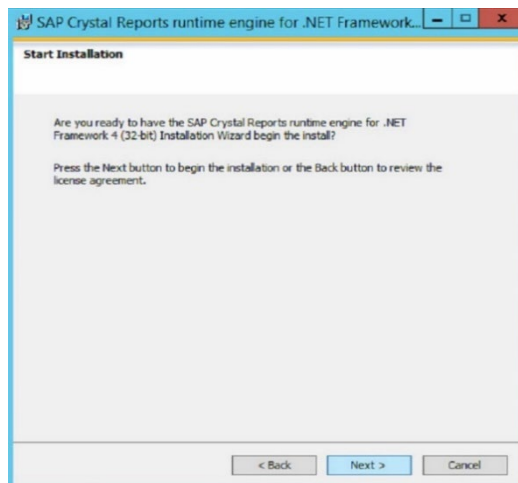 SAP Crystal Reports runtime engine for .NET Framework...
Start Installation
Are you ready to have the SAP Crystal Reports runtime engine for .NET
Framework 4 (32-bit) Installation Wizard begin the install?
Press the Next button to begin the installation or the Back button to review the
license agreement.
< Back Next > Cancel